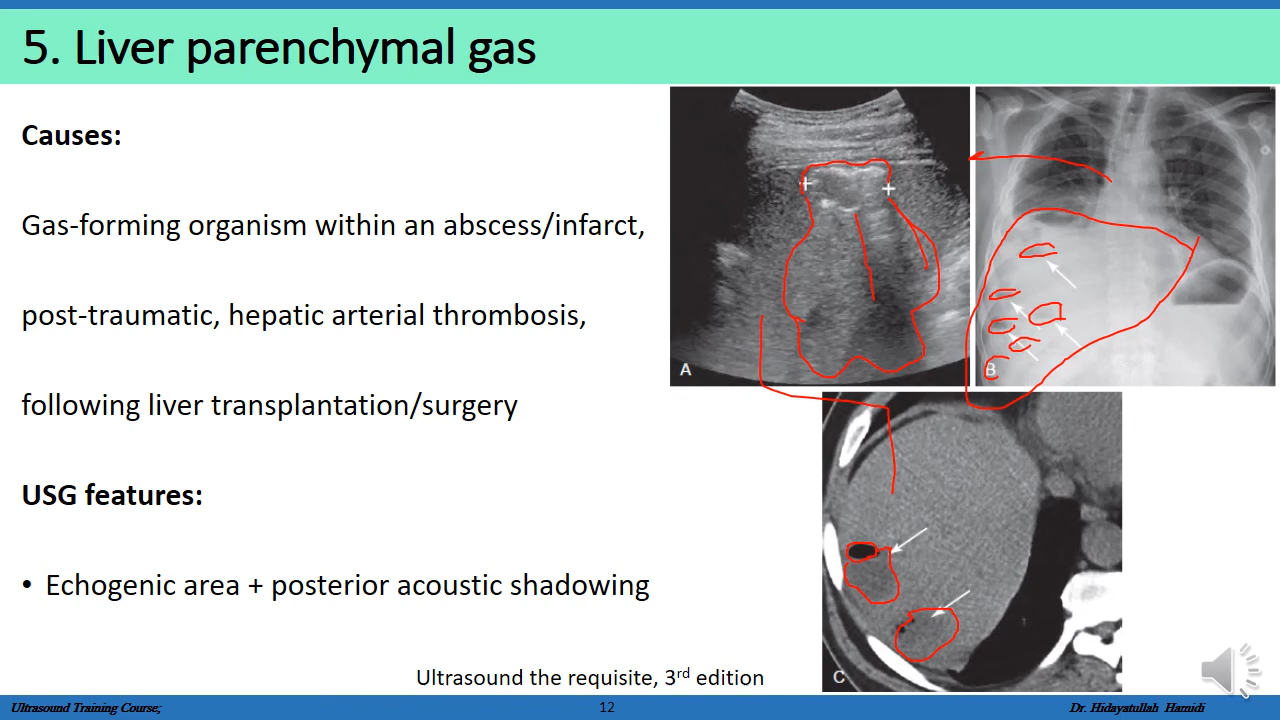 5. Liver parenchymal gas
Causes:
Gas-forming organism within an abscess/infarct,
post-traumatic, hepatic arterial thrombosis,
following liver transplantation/surgery
USG features:
• Echogenic area + posterior acoustic shadowing
A
B
C
Ultrasound the requisite, 3rd edition
Ultrasound Training Course;
12
Dr. Hidayatullah Hamidi